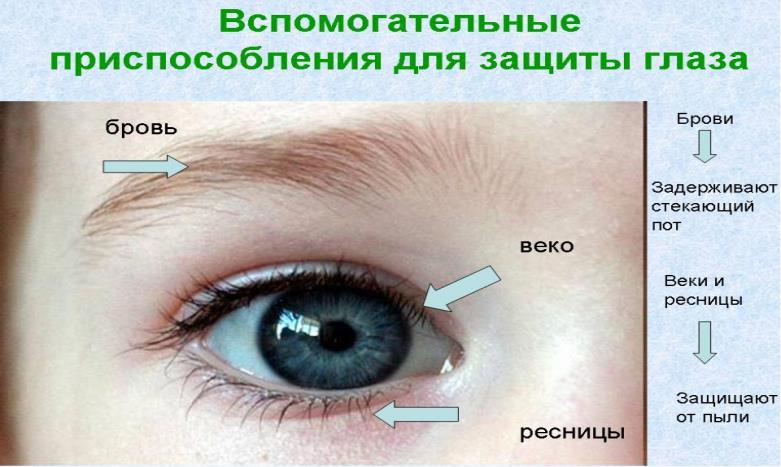 Вспомогательные
приспособления для защиты глаза
бровь
веко
ресницы
Брови
Задерживают
стекающий
пот
Веки и
ресницы
Защищают
от пыли